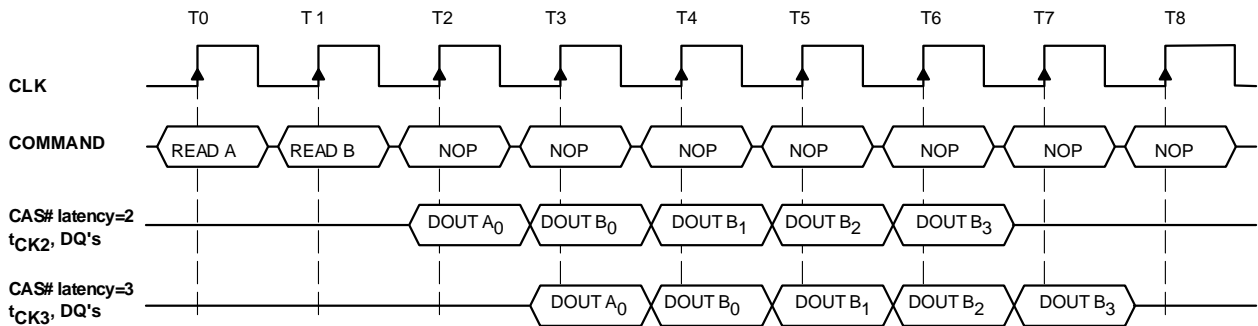 T0 T1 T2 T3 T4 T5 T6 T7 T8
CLK
COMMAND READ A READ B NOP NOP NOP NOP NOP NOP NOP
CAS# latency=2
tCK2, DQ's DOUT A0 DOUT B0 DOUT B1 DOUT B2 DOUT B3
CAS# latency=3
tCK3, DQ's DOUT A0 DOUT B0 DOUT B1 DOUT B2 DOUT B3